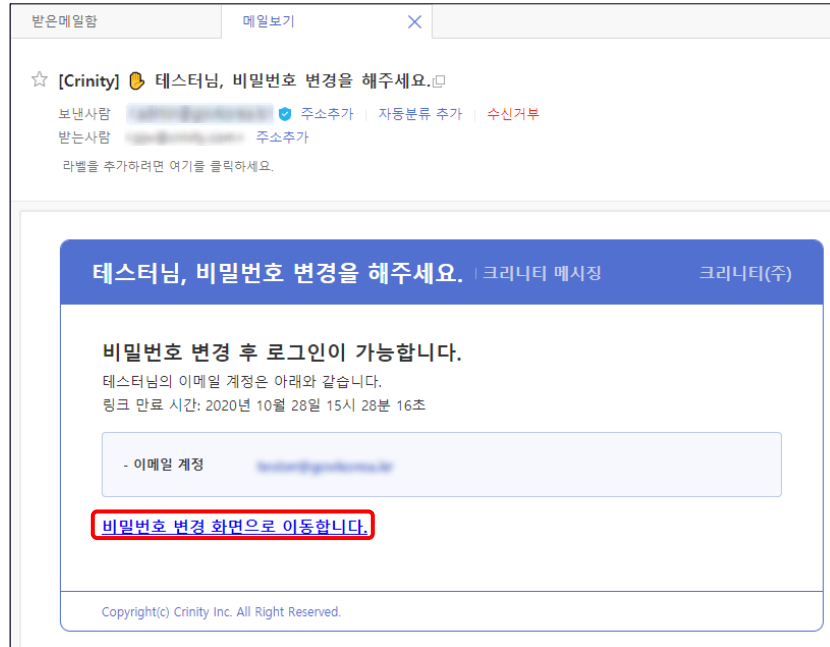 받은메일함
메일보기
[Crinity] 테스터님, 비밀번호 변경을 해주세요.
보낸사람 주소추가 자동분류 추가 수신거부
받는사람 주소추가
라벨을 추가하려면 여기를 클릭하세요.
테스터님, 비밀번호 변경을 해주세요. 크리니티 메시징 크리니티(주)
비밀번호 변경 후 로그인이 가능합니다.
테스터님의 이메일 계정은 아래와 같습니다.
링크 만료 시간: 2020년 10월 28일 15시 28분 16초
- 이메일 계정
비밀번호 변경 화면으로 이동합니다.
Copyright(c) Crinity Inc. All Right Reserved.